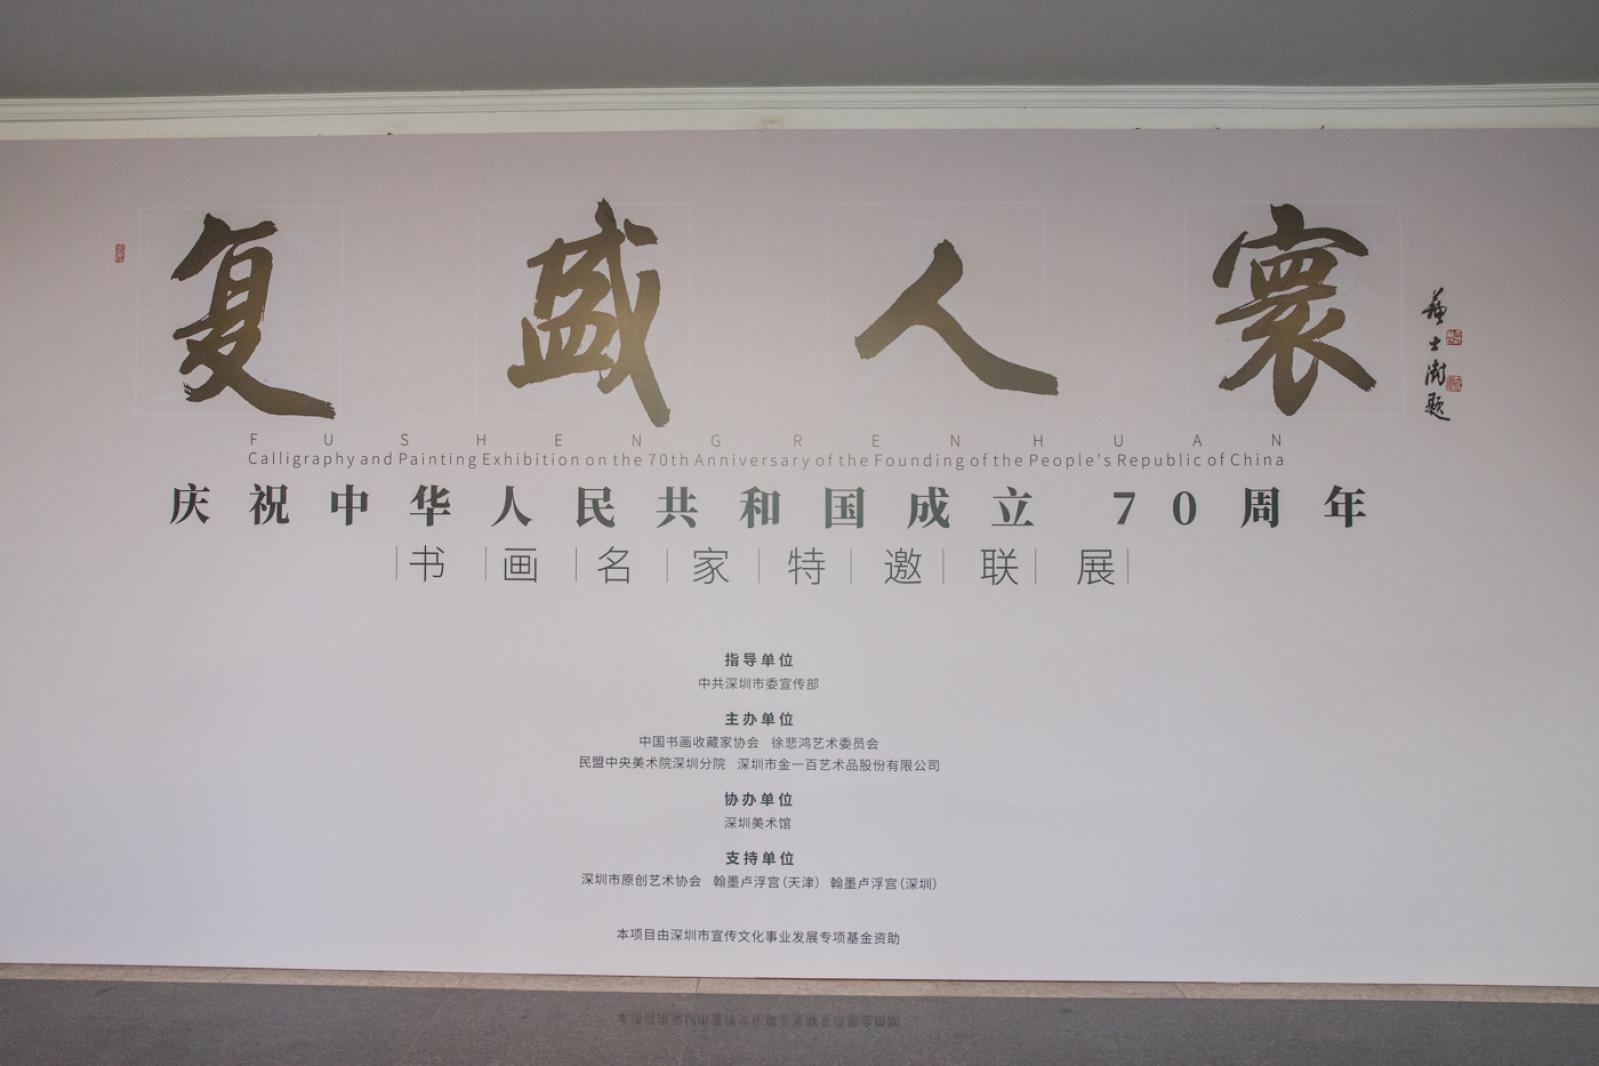 复盛人寰
苏士澍题
FUSHENGRENHUAN
Calligraphy and Painting Exhibition on the 70th Anniversary of the Founding of the People's Republic of China
庆祝中华人民共和国成立 70周年
|书|画|名|家|特|邀|联|展|
指导单位
中共深圳市委宣传部
主办单位
中国书画收藏家协会 徐悲鸿艺术委员会
民盟中央美术院深圳分院 深圳市金一百艺术品股份有限公司
协办单位
深圳美术馆
支持单位
深圳市原创艺术协会 翰墨卢浮宫(天津) 翰墨卢浮宫(深圳)
本项目由深圳市宣传文化事业发展专项基金资助